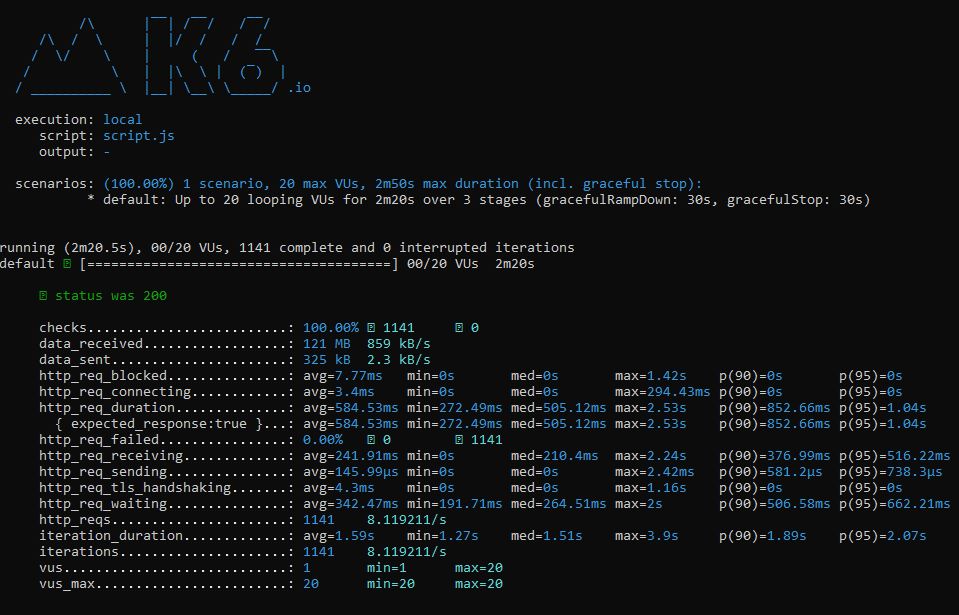 /\      |‾‾| /‾‾/   /‾‾/
     /\  /  \     |  |/  /   /  /
    /  \/    \    |     (   /   ‾‾\
   /          \   |  |\  \ |  (‾)  |
  / __________ \  |__| \__\ \_____/ .io
execution: local
script: script.js
output: -
scenarios: (100.00%) 1 scenario, 20 max VUs, 2m50s max duration (incl. graceful stop):
* default: Up to 20 looping VUs for 2m20s over 3 stages (gracefulRampDown: 30s, gracefulStop: 30s)
running (2m20.5s), 00/20 VUs, 1141 complete and 0 interrupted iterations
default [======================================] 00/20 VUs  2m20s
status was 200
checks.........................: 100.00% 1141 0
data_received..................: 121 MB 859 kB/s
data_sent......................: 325 kB 2.3 kB/s
http_req_blocked...............: avg=7.77ms min=0s med=0s max=1.42s p(90)=0s p(95)=0s
http_req_connecting............: avg=3.4ms min=0s med=0s max=294.43ms p(90)=0s p(95)=0s
http_req_duration..............: avg=584.53ms min=272.49ms med=505.12ms max=2.53s p(90)=852.66ms p(95)=1.04s
{ expected_response:true }...: avg=584.53ms min=272.49ms med=505.12ms max=2.53s p(90)=852.66ms p(95)=1.04s
http_req_failed................: 0.00% 0 1141
http_req_receiving.............: avg=241.91ms min=0s med=210.4ms max=2.24s p(90)=376.99ms p(95)=516.22ms
http_req_sending...............: avg=145.99µs min=0s med=0s max=2.42ms p(90)=581.2µs p(95)=738.3µs
http_req_tls_handshaking.......: avg=4.3ms min=0s med=0s max=1.16s p(90)=0s p(95)=0s
http_req_waiting...............: avg=342.47ms min=191.71ms med=264.51ms max=2s p(90)=506.58ms p(95)=662.21ms
http_reqs......................: 1141 8.119211/s
iteration_duration.............: avg=1.59s min=1.27s med=1.51s max=3.9s p(90)=1.89s p(95)=2.07s
iterations.....................: 1141 8.119211/s
vus............................: 1 min=1 max=20
vus_max........................: 20 min=20 max=20